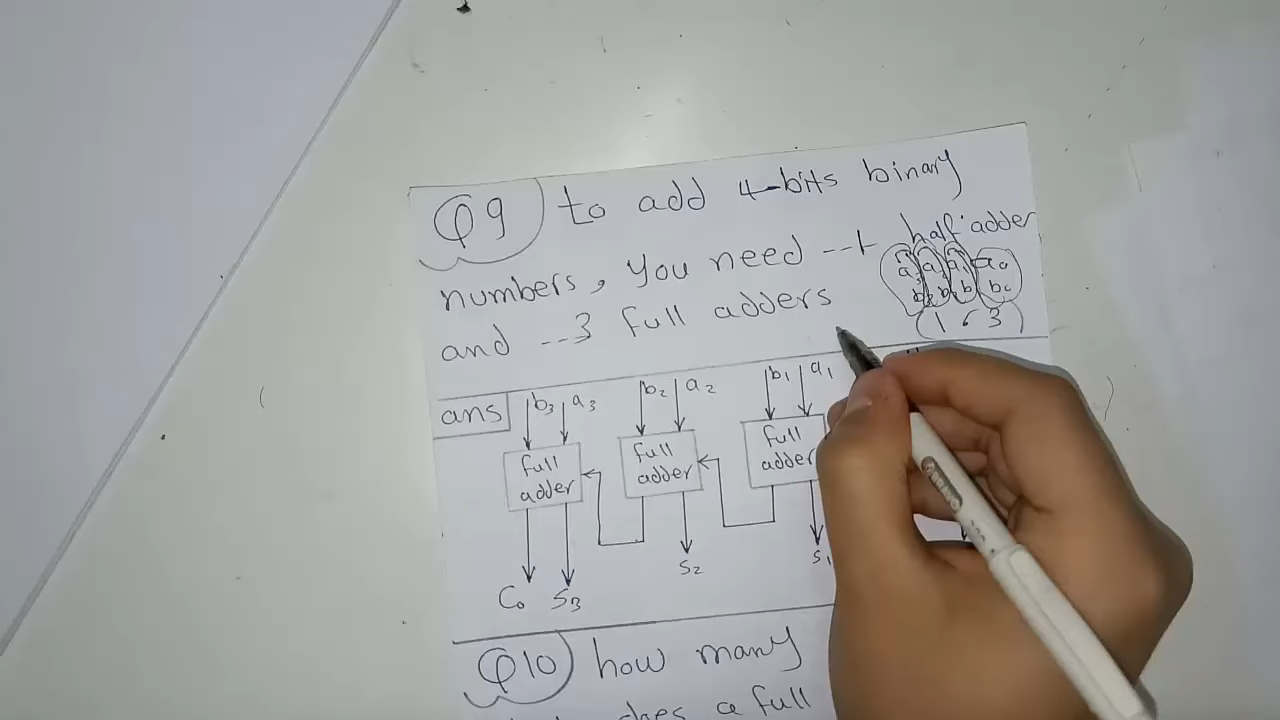 Q9 to add 4-bits binary
numbers, you need --1 half adder
and --3 full adders
a3 a2 a1 a0
b3 b2 b1 b0
(1 , 3)
ans
b3 a3 b2 a2 b1 a1
full adder
full adder
full adder
C0 S3 S2 S1
Q10 how many
does a full